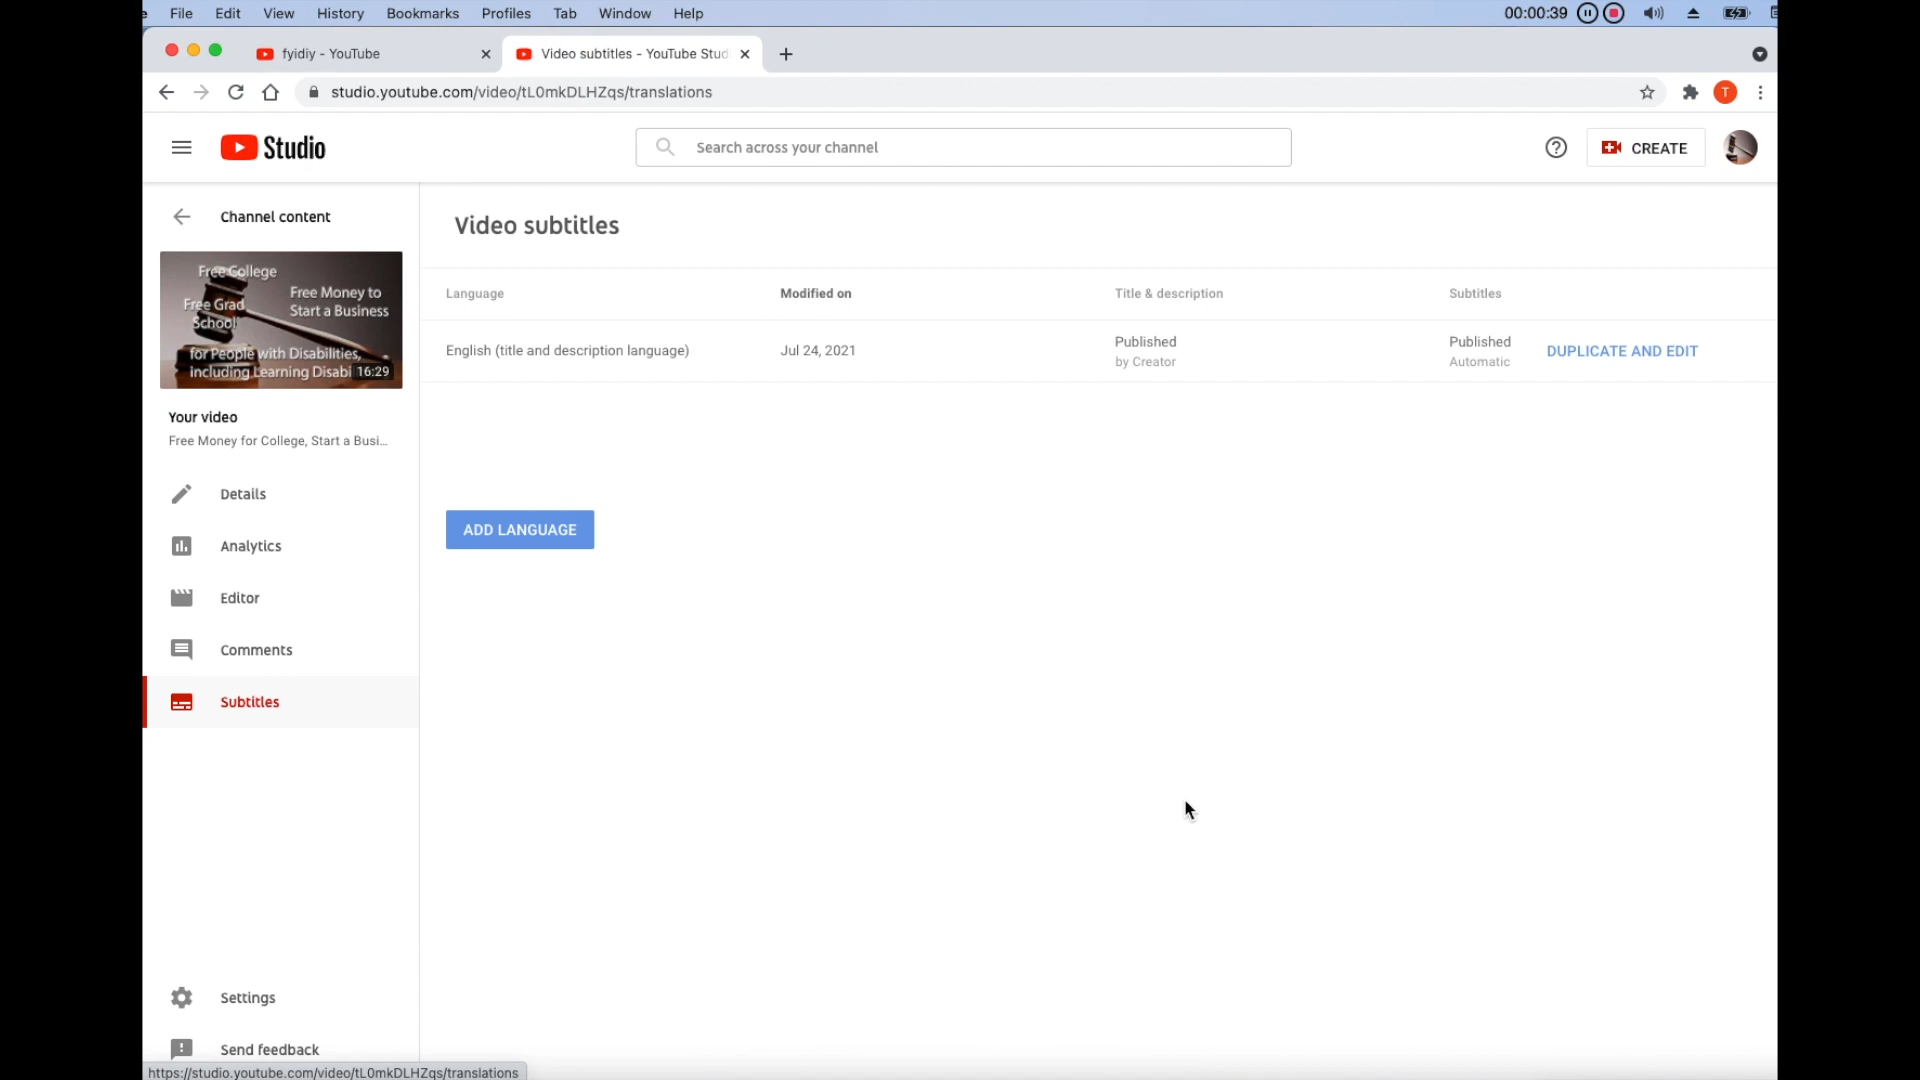 File Edit View History Bookmarks Profiles Tab Window Help 00:00:39
fyidiy - YouTube
Video subtitles - YouTube Stud
studio.youtube.com/video/tL0mkDLHZqs/translations
T
Studio
Search across your channel
CREATE
Channel content
Free College
Free Money to
Start a Business
Free Grad
School
for People with Disabilities,
including Learning Disabi
16:29
Your video
Free Money for College, Start a Busi...
Details
Analytics
Editor
Comments
Subtitles
Settings
Send feedback
Video subtitles
Language Modified on Title & description Subtitles
English (title and description language) Jul 24, 2021 Published Published DUPLICATE AND EDIT
by Creator Automatic
ADD LANGUAGE
https://studio.youtube.com/video/tL0mkDLHZqs/translations